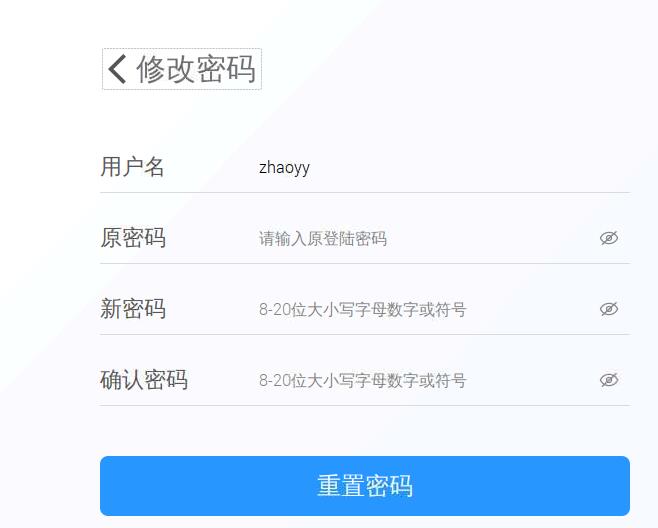 修改密码
用户名 zhaoyy
原密码 请输入原登陆密码
新密码 8-20位大小写字母数字或符号
确认密码 8-20位大小写字母数字或符号
重置密码